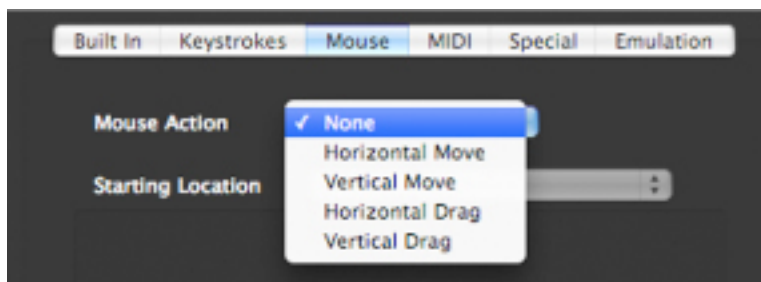 Built In Keystrokes Mouse MIDI Special Emulation
Mouse Action ✓ None
Horizontal Move
Starting Location Vertical Move
Horizontal Drag
Vertical Drag